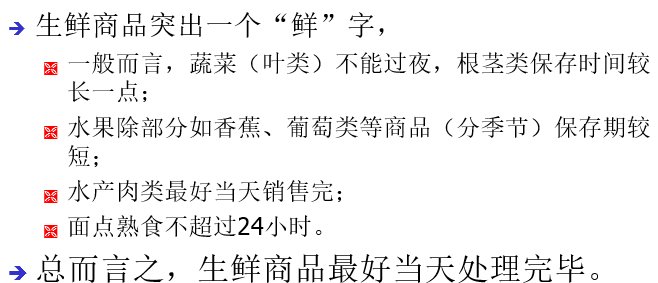 生鲜商品突出一个“鲜”字，
一般而言，蔬菜（叶类）不能过夜，根茎类保存时间较
长一点；
水果除部分如香蕉、葡萄类等商品（分季节）保存期较
短；
水产肉类最好当天销售完；
面点熟食不超过24小时。
总而言之，生鲜商品最好当天处理完毕。